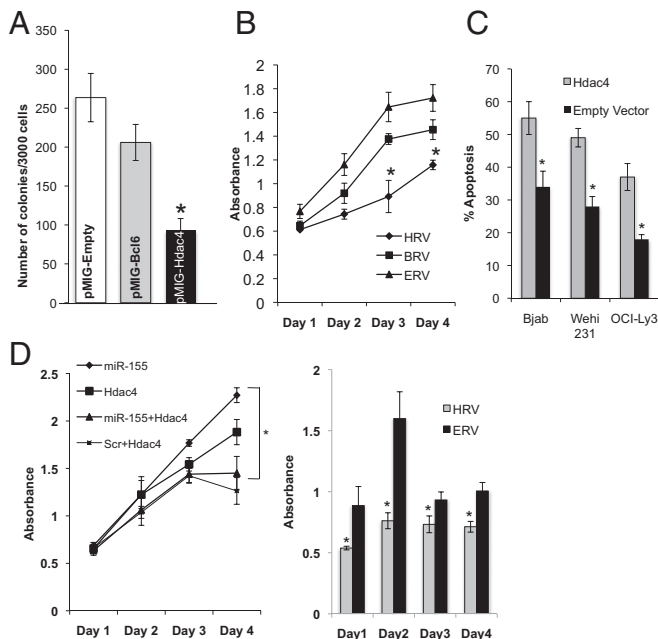 A
Number of colonies/3000 cells
350
300
250
200
150
100
50
0
pMIG-Empty
pMIG-Bcl6
pMIG-Hdac4
*
B
Absorbance
2
1.8
1.6
1.4
1.2
1
0.8
0.6
0.4
0.2
0
*
*
HRV
BRV
ERV
Day 1 Day 2 Day 3 Day 4
C
% Apoptosis
70
60
50
40
30
20
10
0
Hdac4
Empty Vector
*
*
*
Bjab Wehi 231 OCI-Ly3
D
miR-155
Hdac4
miR-155+Hdac4
Scr+Hdac4
Absorbance
2.5
2
1.5
1
0.5
0
*
Day 1 Day 2 Day 3 Day 4
Absorbance
2
1.5
1
0.5
0
HRV
ERV
*
*
*
*
Day1 Day2 Day3 Day4